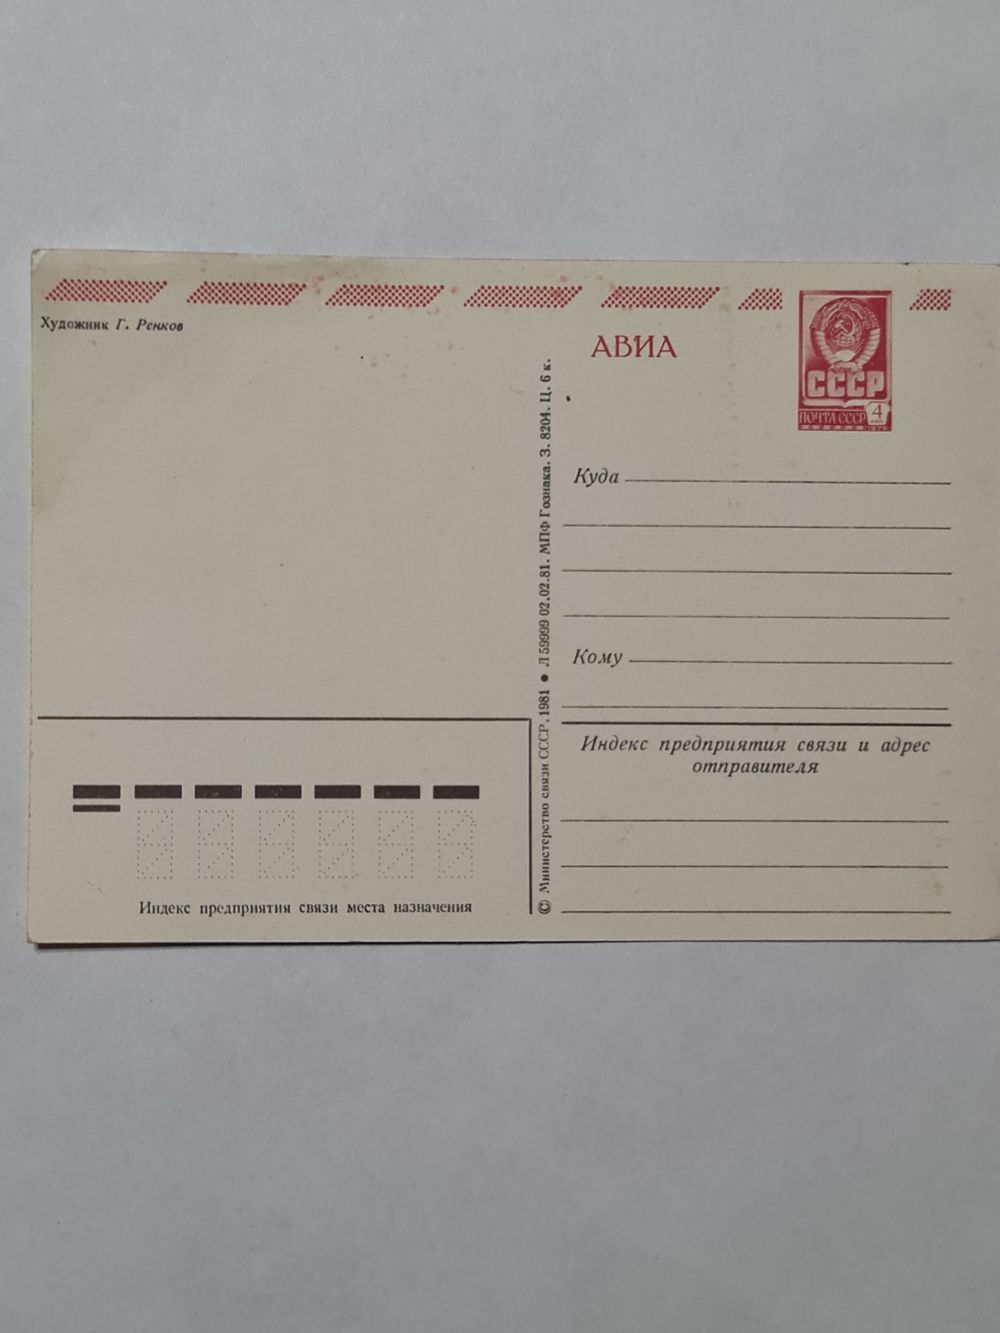 Художник Г. Ренков
АВИА
СССР
ПОЧТА СССР 4
1976
Куда
Кому
Индекс предприятия связи и адрес
отправителя
© Министерство связи СССР, 1981 ● Л 59999 02.02.81. МПФ Гознака. З. 8204. Ц. 6 к.
Индекс предприятия связи места назначения